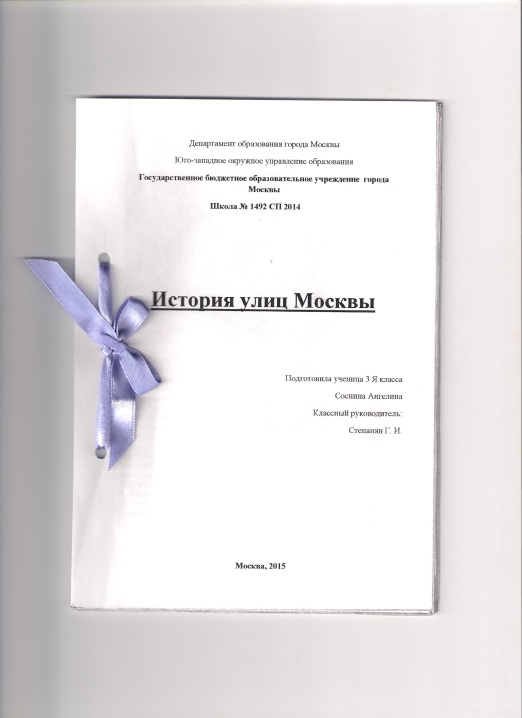 Департамент образования города Москвы
Юго-западное окружное управление образования
Государственное бюджетное образовательное учреждение города
Москвы
Школа № 1492 СП 2014
История улиц Москвы
Подготовила ученица 3 Я класса
Соснина Ангелина
Классный руководитель:
Степанян Г. И.
Москва, 2015